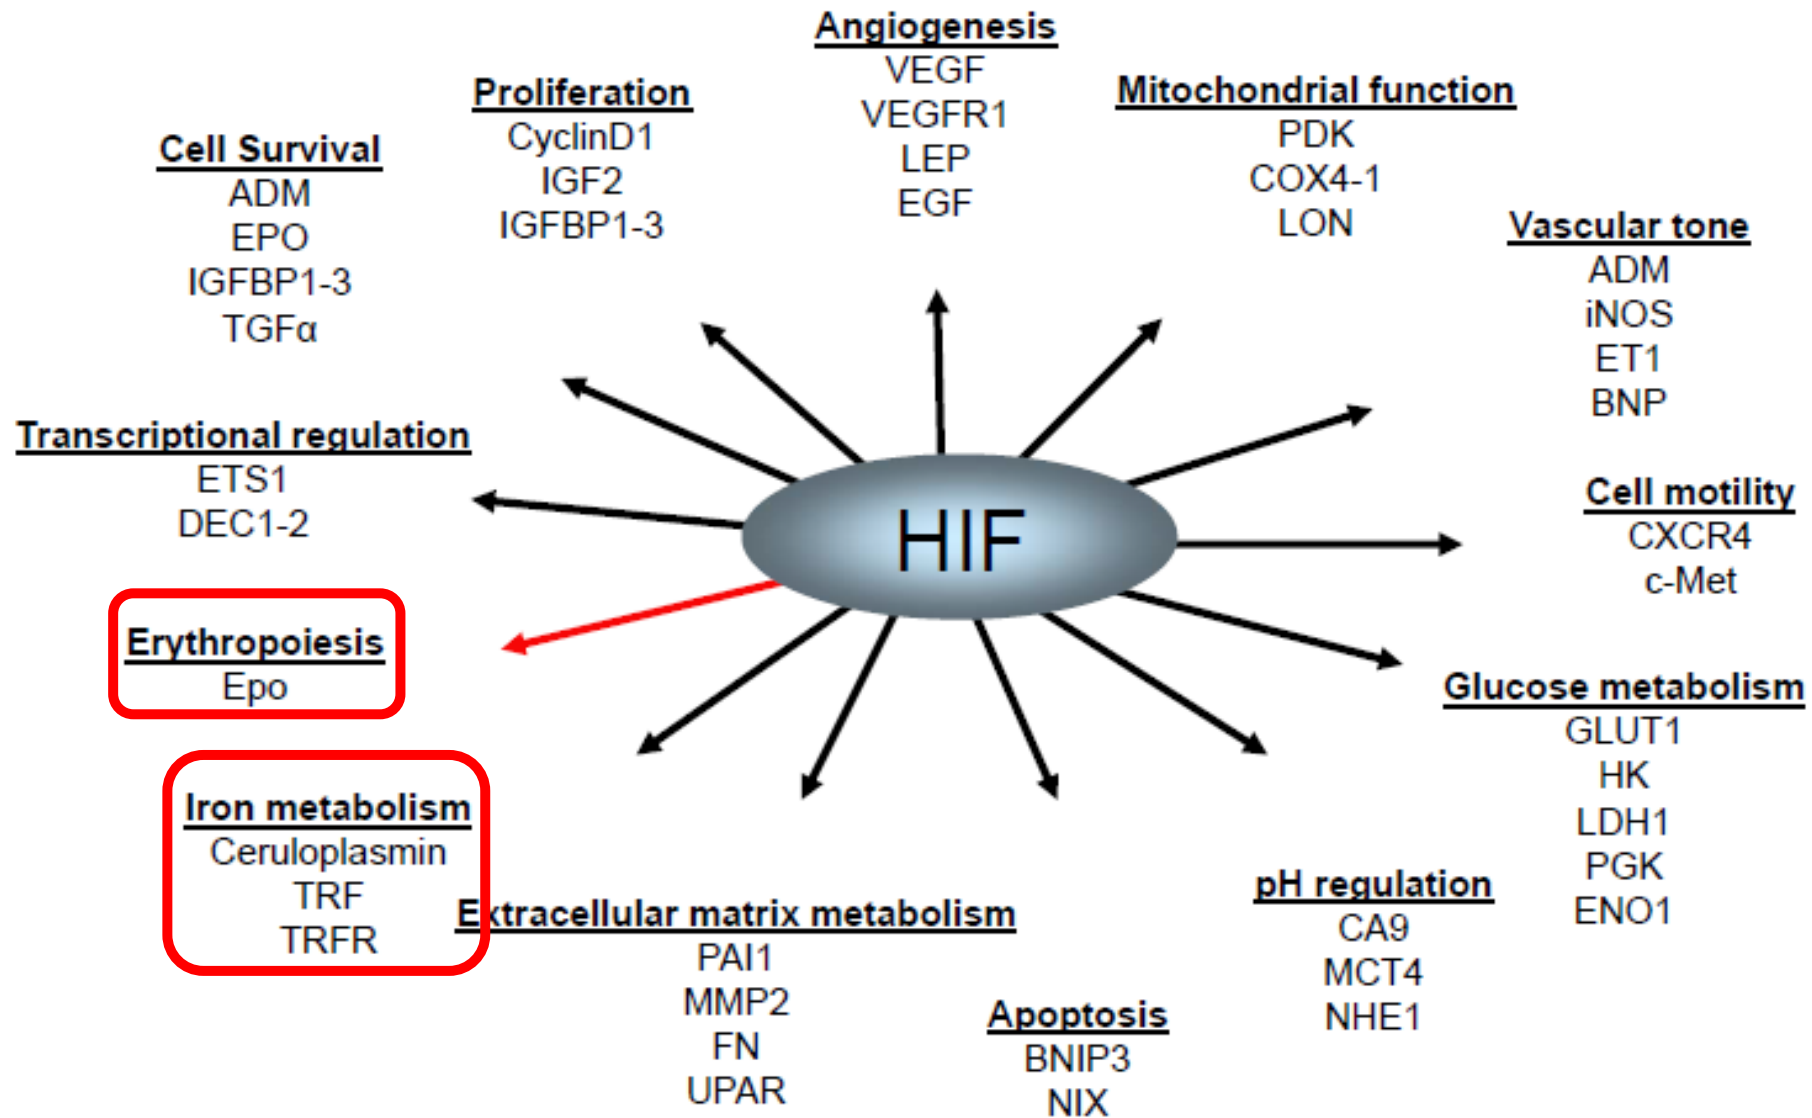 Angiogenesis
VEGF
VEGFR1
LEP
EGF
Proliferation
CyclinD1
IGF2
IGFBP1-3
Mitochondrial function
PDK
COX4-1
LON
Cell Survival
ADM
EPO
IGFBP1-3
TGFα
Vascular tone
ADM
iNOS
ET1
BNP
Transcriptional regulation
ETS1
DEC1-2
HIF
Cell motility
CXCR4
c-Met
Erythropoiesis
Epo
Glucose metabolism
GLUT1
HK
LDH1
PGK
ENO1
Iron metabolism
Ceruloplasmin
TRF
TRFR
Extracellular matrix metabolism
PAI1
MMP2
FN
UPAR
pH regulation
CA9
MCT4
NHE1
Apoptosis
BNIP3
NIX